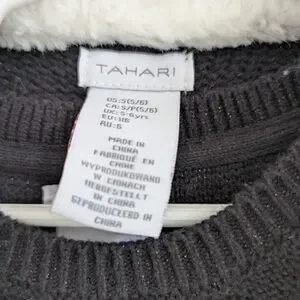 TAHARI
US:S(5/6)
CA:S/P(5/6)
UK:5-6yrs
EU:116
AU:6
MADE IN
CHINA
FABRIQUÉ EN
CHINE
WYPRODUKOWANO
W CHINACH
HERGESTELLT
IN CHINA
GEPRODUCEERD IN
CHINA